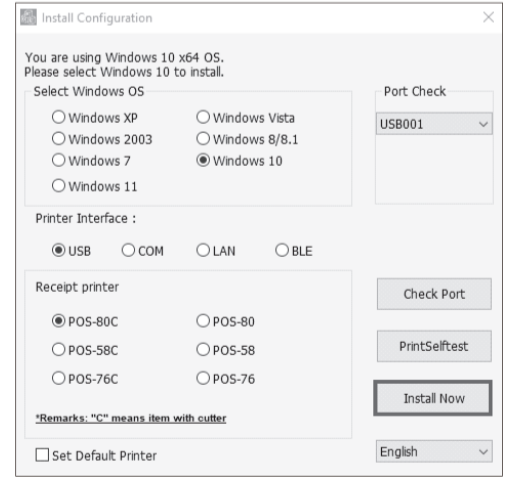 Install Configuration
You are using Windows 10 x64 OS.
Please select Windows 10 to install.
Select Windows OS
Windows XP
Windows Vista
Windows 2003
Windows 8/8.1
Windows 7
Windows 10
Windows 11
Port Check
USB001
Printer Interface :
USB COM LAN BLE
Receipt printer
POS-80C
POS-80
POS-58C
POS-58
POS-76C
POS-76
*Remarks: "C" means item with cutter
Set Default Printer
Check Port
PrintSelftest
Install Now
English